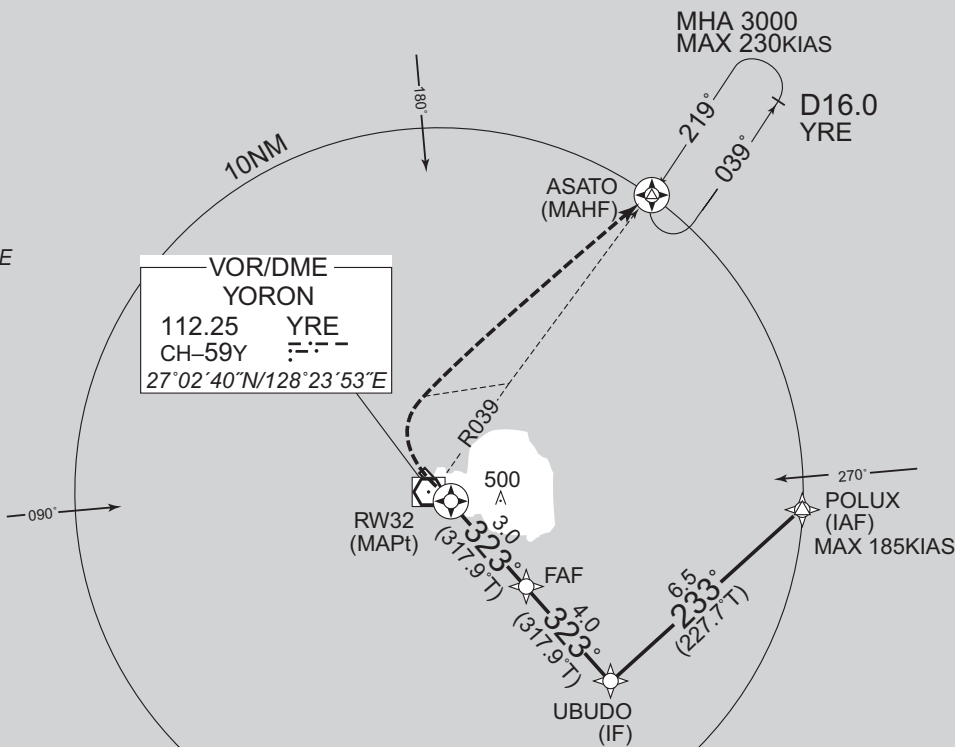 MHA 3000
MAX 230KIAS
180°
219°
039°
D16.0
YRE
10NM
ASATO
(MAHF)
E
VOR/DME
YORON
112.25 YRE
CH–59Y
27°02´40˝N/128°23´53˝E
R039
500
270°
090°
RW32
(MAPt)
POLUX
(IAF)
MAX 185KIAS
3.0
323°
(317.9°T)
FAF
6.5
233°
(227.7°T)
4.0
323°
(317.9°T)
UBUDO
(IF)